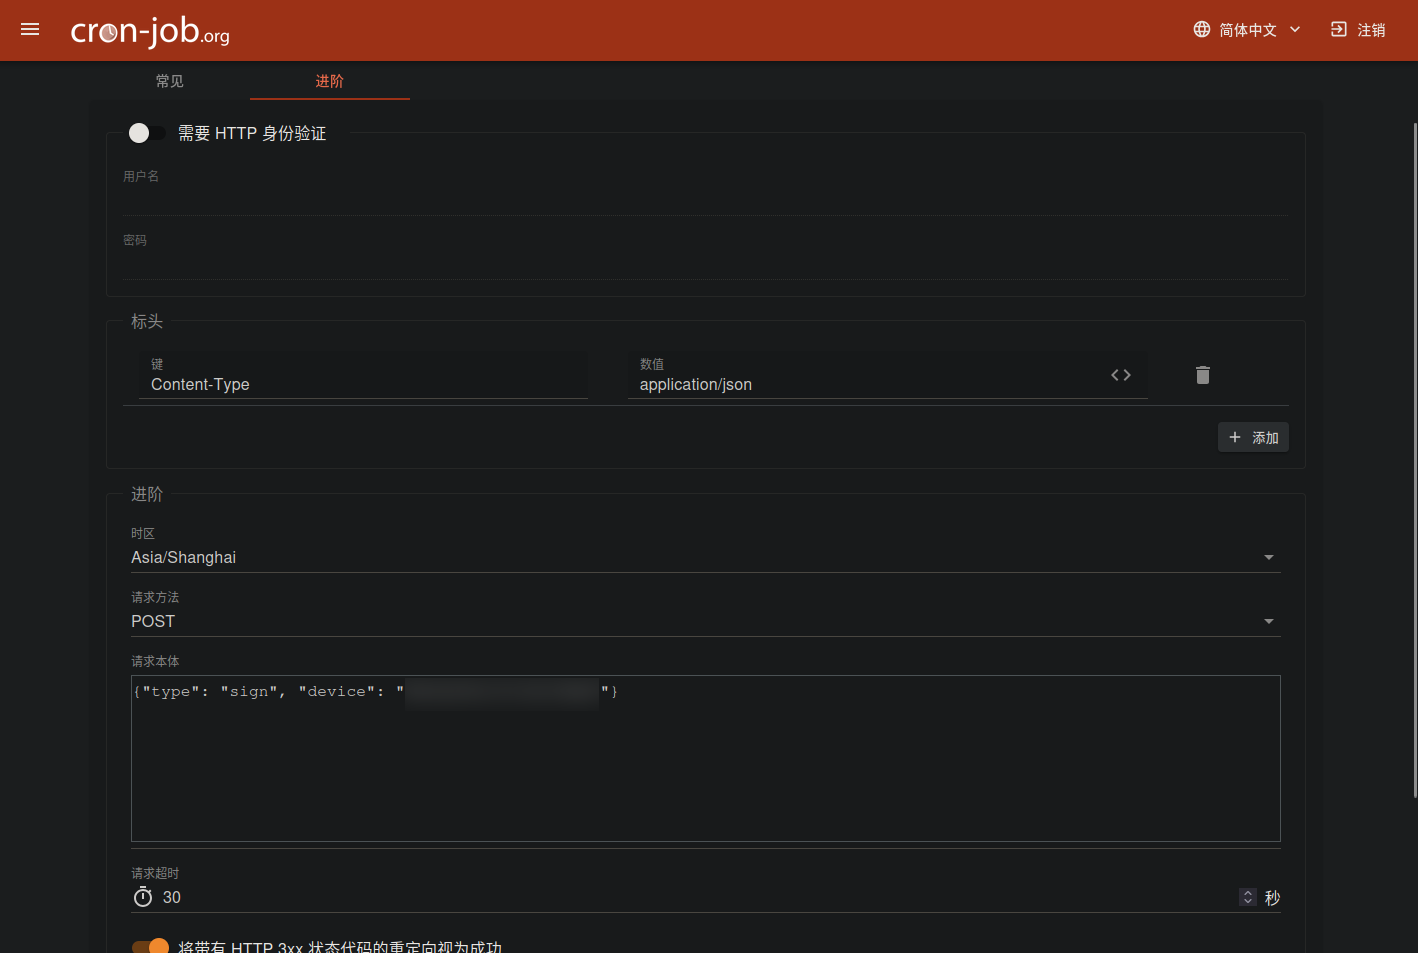 cron-job.org
简体中文
注销
常见
进阶
需要 HTTP 身份验证
用户名
密码
标头
键
数值
Content-Type
application/json
添加
进阶
时区
Asia/Shanghai
请求方法
POST
请求本体
{"type": "sign", "device": " "}
请求超时
30
秒
将带有 HTTP 3xx 状态代码的重定向视为成功